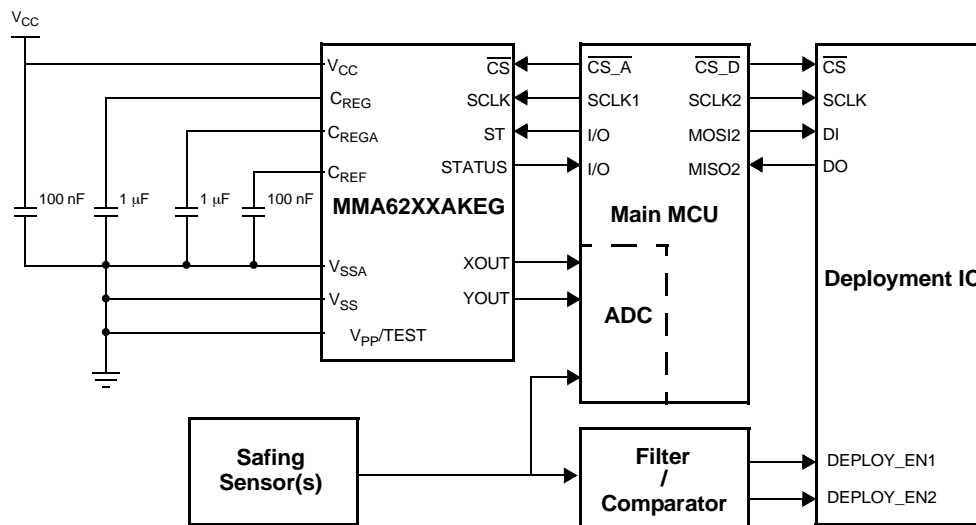 VCC
VCC
CREG
CREGA
CREF
100 nF
1 μF
1 μF
100 nF
VSSA
VSS
VPP/TEST
CS
SCLK
ST
STATUS
MMA62XXAKEG
XOUT
YOUT
CS_A
SCLK1
I/O
I/O
CS_D
SCLK2
MOSI2
MISO2
Main MCU
ADC
CS
SCLK
DI
DO
Deployment IC
DEPLOY_EN1
DEPLOY_EN2
Safing
Sensor(s)
Filter
/
Comparator